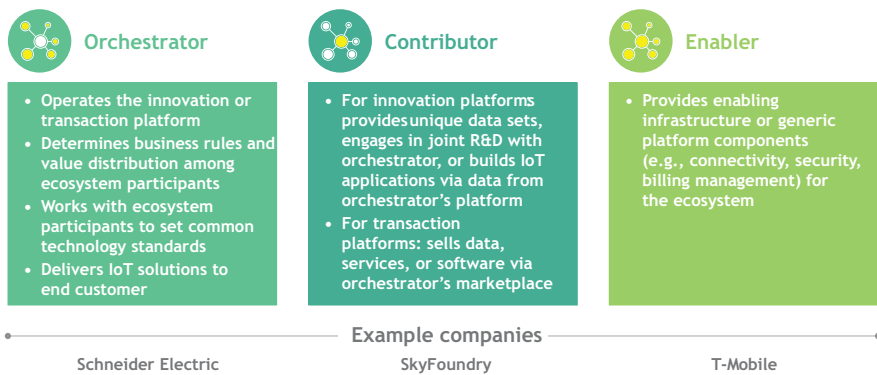 Orchestrator
• Operates the innovation or
transaction platform
• Determines business rules and
value distribution among
ecosystem participants
• Works with ecosystem
participants to set common
technology standards
• Delivers IoT solutions to
end customer
Contributor
• For innovation platforms
provides unique data sets,
engages in joint R&D with
orchestrator, or builds IoT
applications via data from
orchestrator’s platform
• For transaction
platforms: sells data,
services, or software via
orchestrator’s marketplace
Enabler
• Provides enabling
infrastructure or generic
platform components
(e.g., connectivity, security,
billing management) for
the ecosystem
Example companies
Schneider Electric
SkyFoundry
T-Mobile